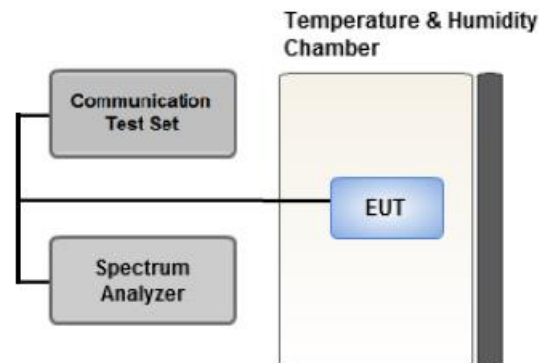 Temperature & Humidity
Chamber
Communication
Test Set
EUT
Spectrum
Analyzer